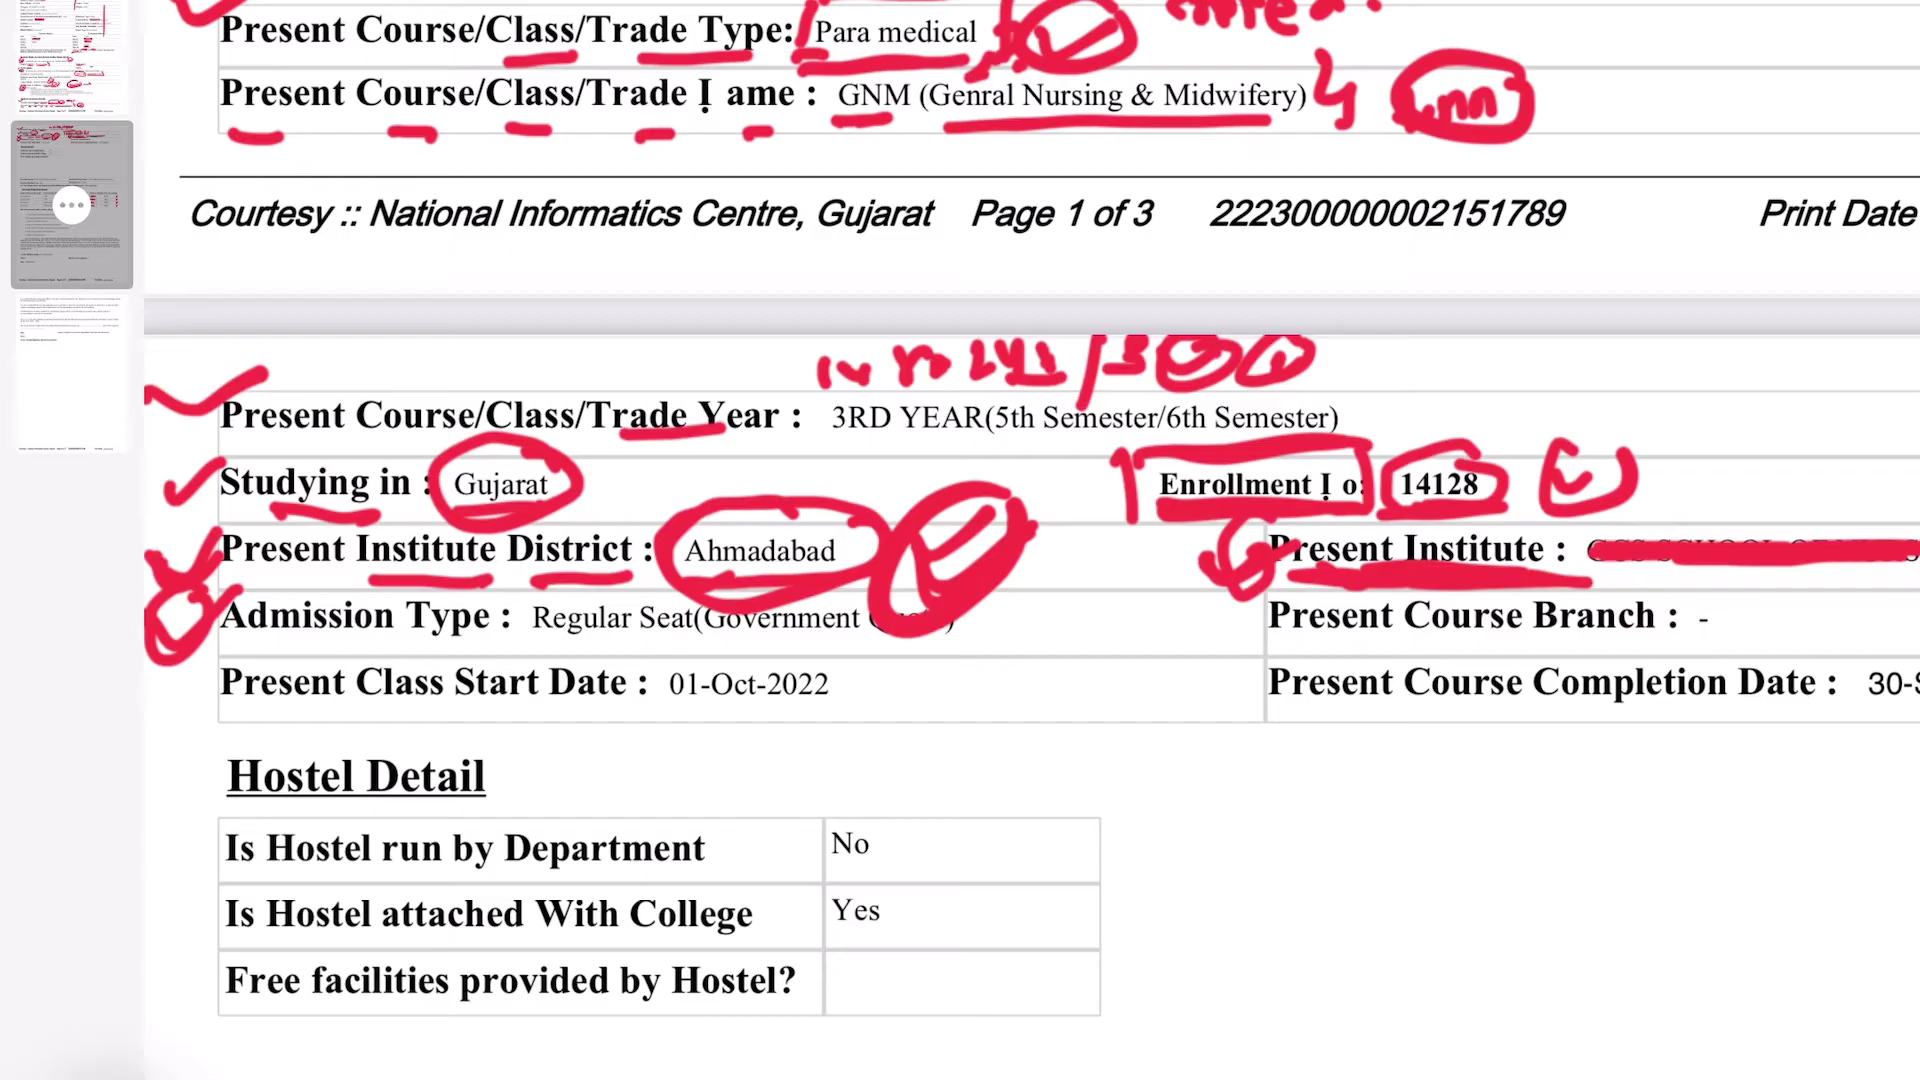 Present Course/Class/Trade Type: Para medical
Present Course/Class/Trade Ị ame : GNM (Genral Nursing & Midwifery)
Courtesy :: National Informatics Centre, Gujarat Page 1 of 3 222300000002151789 Print Date
Present Course/Class/Trade Year : 3RD YEAR(5th Semester/6th Semester)
Studying in : Gujarat Enrollment Ị o: 14128
Present Institute District : Ahmadabad Present Institute :
Admission Type : Regular Seat(Government Present Course Branch : -
Present Class Start Date : 01-Oct-2022 Present Course Completion Date : 30-S
Hostel Detail
Is Hostel run by Department No
Is Hostel attached With College Yes
Free facilities provided by Hostel?